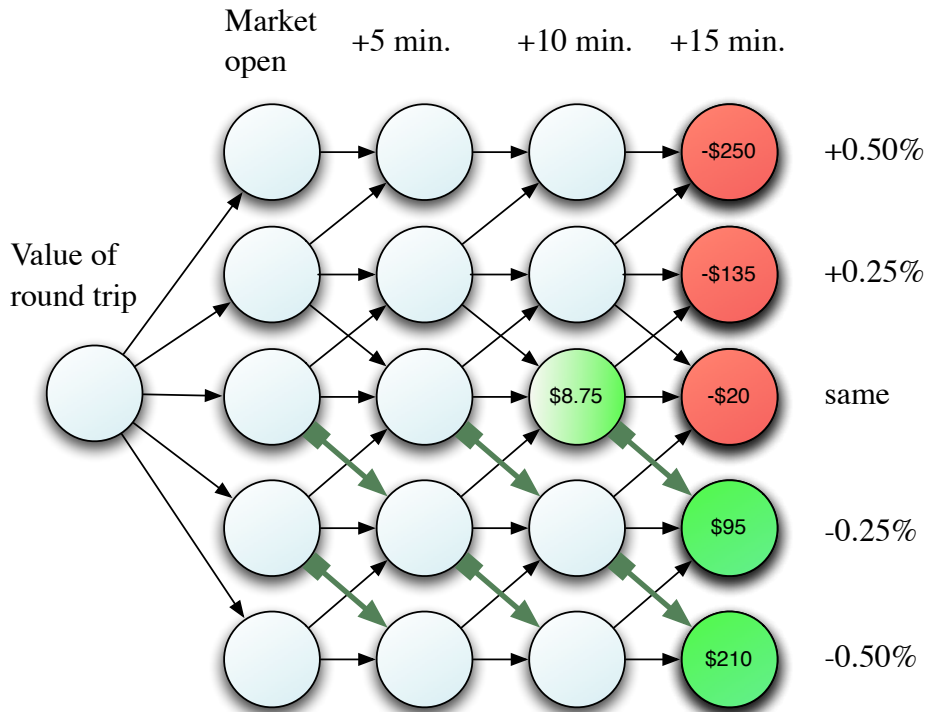 Market
open
+5 min.
+10 min.
+15 min.
-$250
+0.50%
Value of
round trip
-$135
+0.25%
$8.75
-$20
same
$95
-0.25%
$210
-0.50%